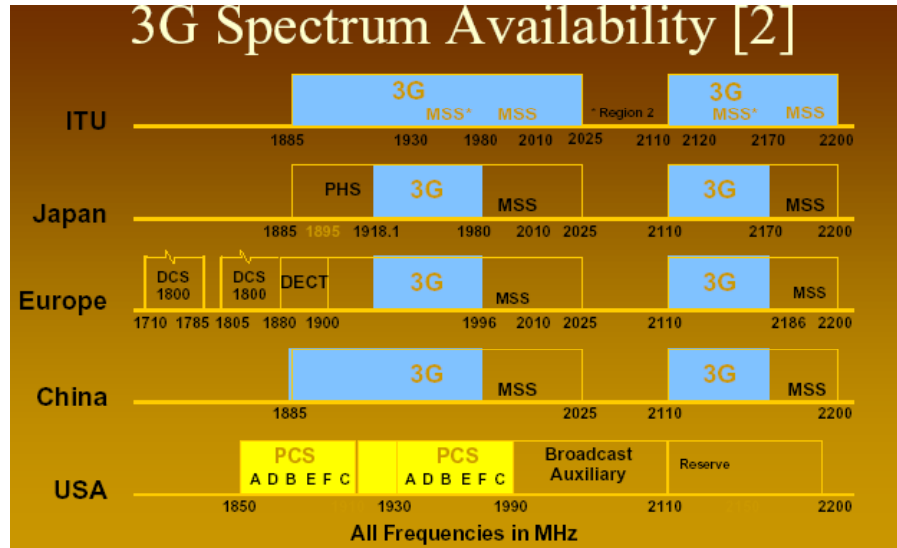 3G Spectrum Availability [2]
ITU
3G
MSS* MSS
* Region 2
3G
MSS* MSS
1885 1930 1980 2010 2025 2110 2120 2170 2200
Japan
PHS
3G
MSS
3G
MSS
1885 1895 1918.1 1980 2010 2025 2110 2170 2200
Europe
DCS
1800
DCS
1800
DECT
3G
MSS
3G
MSS
1710 1785 1805 1880 1900 1996 2010 2025 2110 2186 2200
China
3G
MSS
3G
MSS
1885 2025 2110 2200
USA
PCS
A D B E F C
PCS
A D B E F C
Broadcast
Auxiliary
Reserve
1850 1910 1930 1990 2110 2200
All Frequencies in MHz